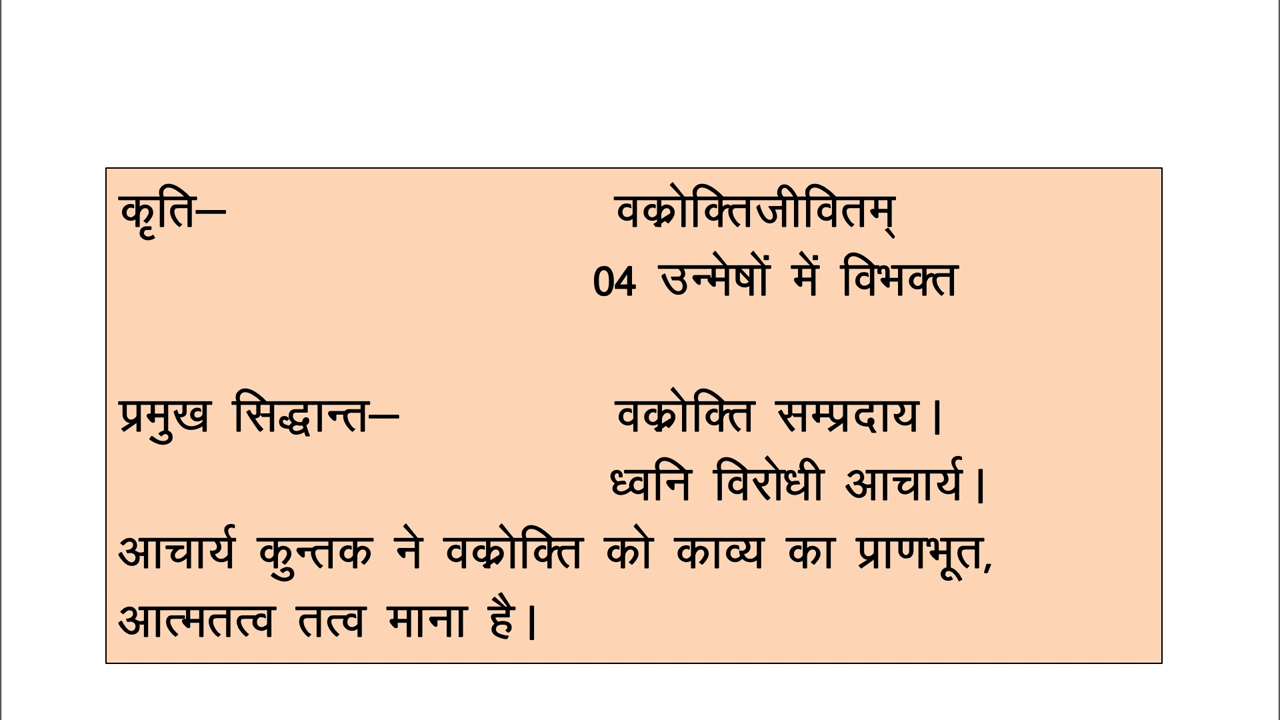 कृति– वक्रोक्तिजीवितम्
04 उन्मेषों में विभक्त
प्रमुख सिद्धान्त– वक्रोक्ति सम्प्रदाय।
ध्वनि विरोधी आचार्य।
आचार्य कुन्तक ने वक्रोक्ति को काव्य का प्राणभूत,
आत्मतत्व तत्व माना है।